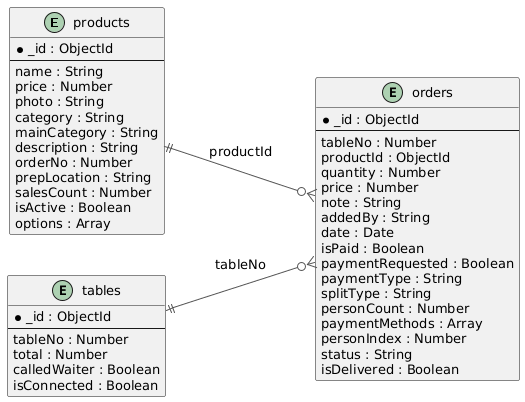 E products
* _id : ObjectId
name : String
price : Number
photo : String
category : String
mainCategory : String
description : String
orderNo : Number
prepLocation : String
salesCount : Number
isActive : Boolean
options : Array
productId
tableNo
E tables
* _id : ObjectId
tableNo : Number
total : Number
calledWaiter : Boolean
isConnected : Boolean
E orders
* _id : ObjectId
tableNo : Number
productId : ObjectId
quantity : Number
price : Number
note : String
addedBy : String
date : Date
isPaid : Boolean
paymentRequested : Boolean
paymentType : String
splitType : String
personCount : Number
paymentMethods : Array
personIndex : Number
status : String
isDelivered : Boolean